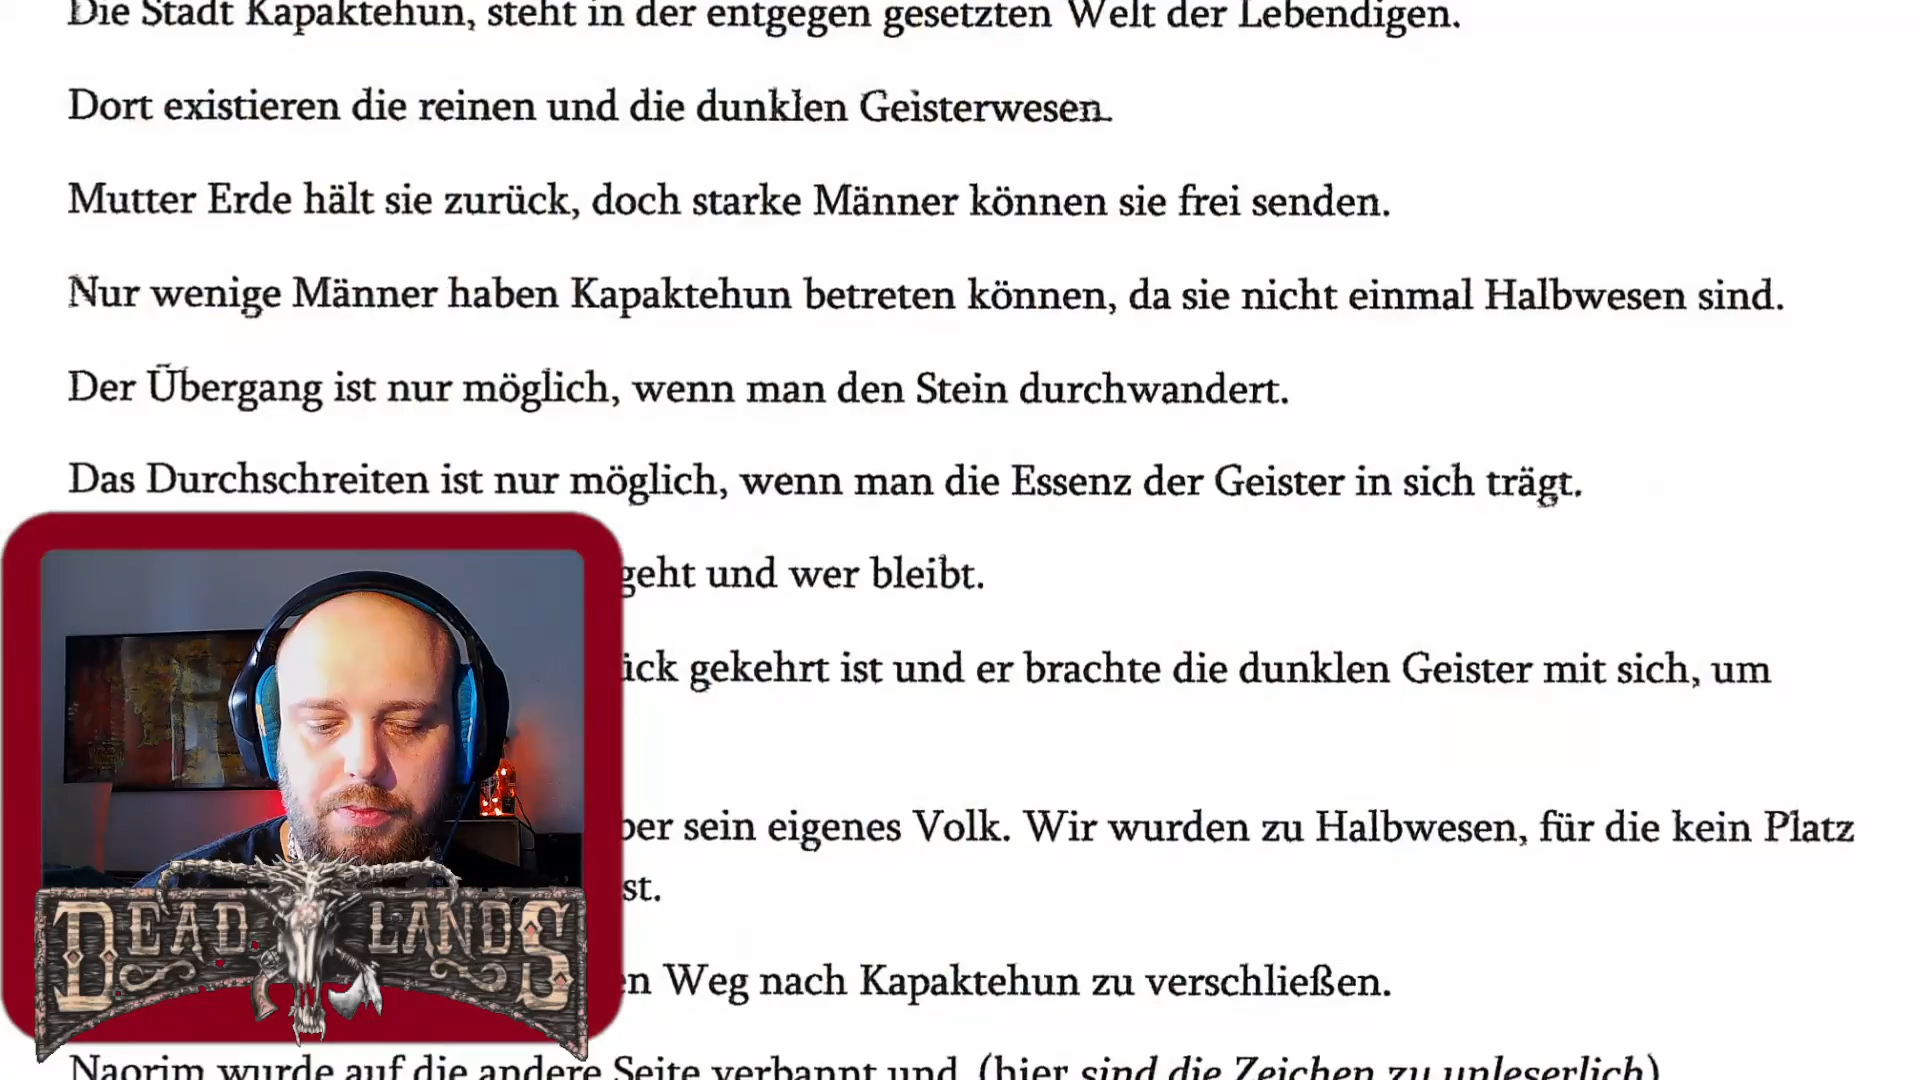 Die Stadt Kapaktehun, steht in der entgegen gesetzten Welt der Lebendigen.
Dort existieren die reinen und die dunklen Geisterwesen.
Mutter Erde hält sie zurück, doch starke Männer können sie frei senden.
Nur wenige Männer haben Kapaktehun betreten können, da sie nicht einmal Halbwesen sind.
Der Übergang ist nur möglich, wenn man den Stein durchwandert.
Das Durchschreiten ist nur möglich, wenn man die Essenz der Geister in sich trägt.
geht und wer bleibt.
gekehrt ist und er brachte die dunklen Geister mit sich, um
sein eigenes Volk. Wir wurden zu Halbwesen, für die kein Platz
st.
Weg nach Kapaktehun zu verschließen.
Naorim wurde auf die andere Seite verbannt und (hier sind die Zeichen zu unleserlich)
DEADLANDS